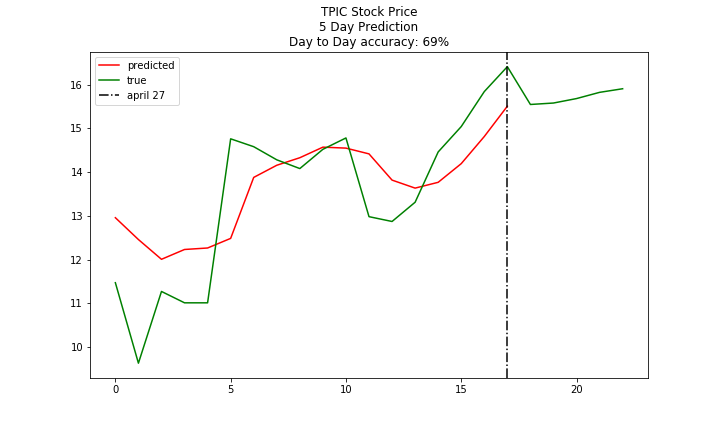 TPIC Stock Price
5 Day Prediction
Day to Day accuracy: 69%
predicted
true
april 27
16
15
14
13
12
11
10
0 5 10 15 20